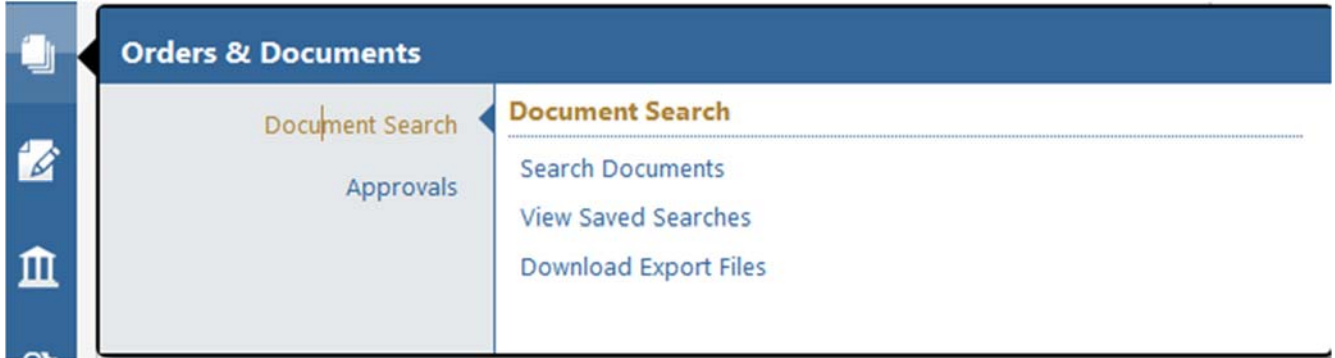 Orders & Documents
Document Search
Approvals
Document Search
Search Documents
View Saved Searches
Download Export Files